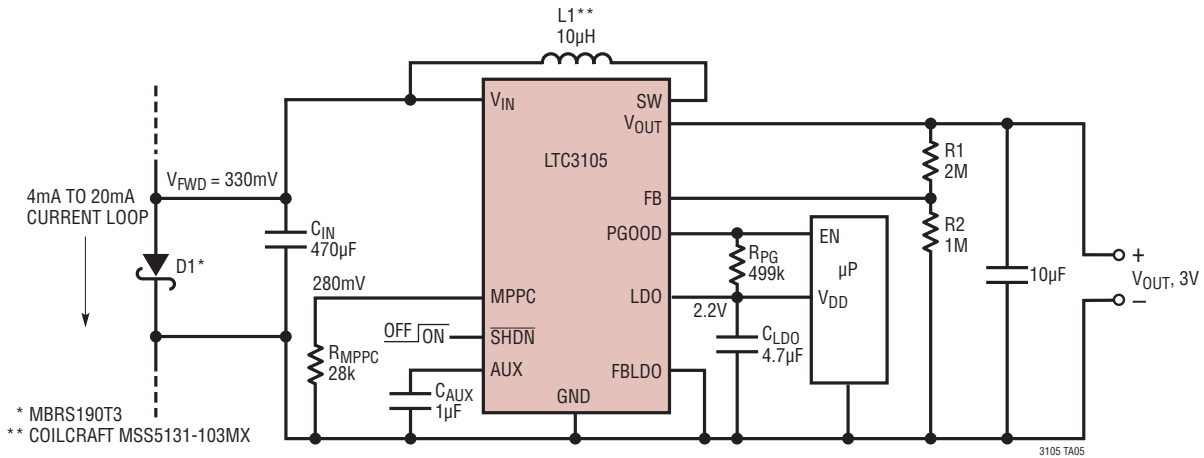 L1**
10µH
VIN
SW
VOUT
LTC3105
R1
2M
VFWD = 330mV
4mA TO 20mA
CURRENT LOOP
FB
CIN
470µF
PGOOD
EN
R2
1M
RPG
499k
µP
D1*
+
VOUT, 3V
–
10µF
280mV
MPPC
LDO
2.2V
VDD
OFF ON
SHDN
CLDO
4.7µF
RMPPC
28k
AUX
FBLDO
CAUX
1µF
GND
* MBRS190T3
** COILCRAFT MSS5131-103MX
3105 TA05